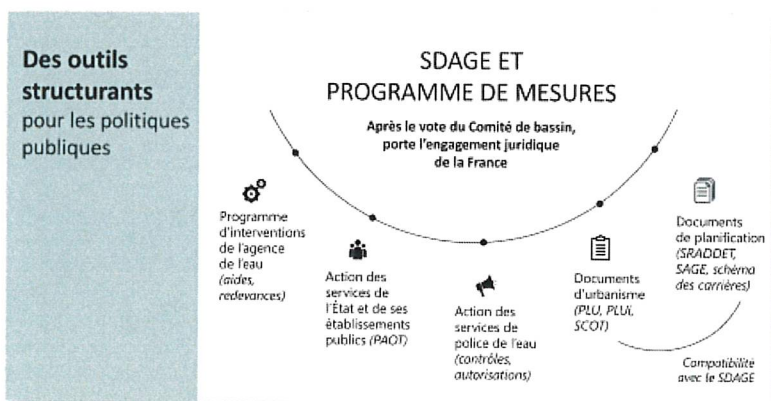 Des outils
structurants
pour les politiques
publiques
SDAGE ET
PROGRAMME DE MESURES
Après le vote du Comité de bassin,
porte l'engagement juridique
de la France
Programme
d'interventions
de l'agence
de l'eau
(aides,
redevances)
Action des
services de
l'État et de ses
établissements
publics (PAOT)
Action des
services de
police de l'eau
(contrôles,
autorisations)
Documents
d'urbanisme
(PLU, PLUi,
SCOT)
Documents
de planification
(SRADDET,
SAGE, schéma
des carrières)
Compatibilité
avec le SDAGE